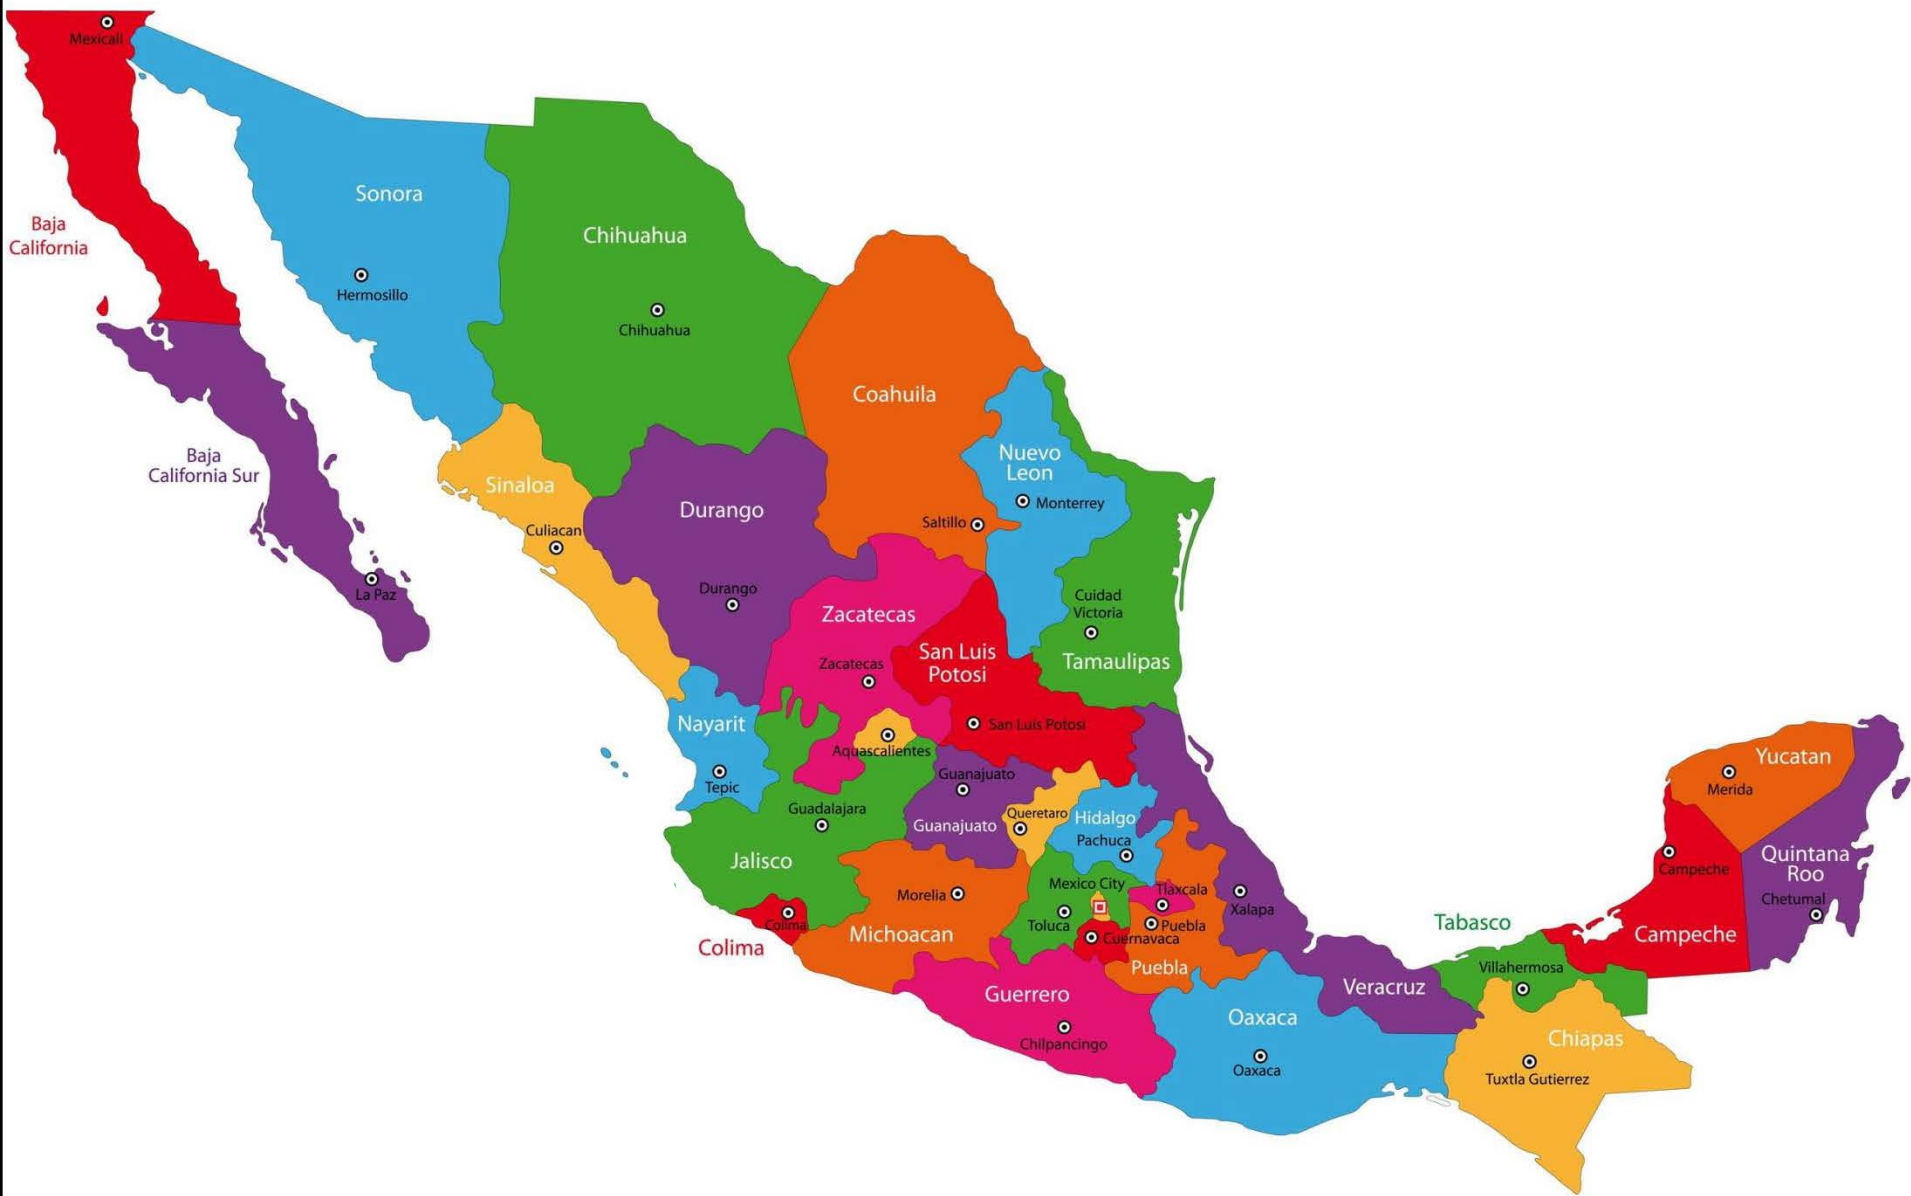 Mexicali
Baja
California
Sonora
Hermosillo
Chihuahua
Chihuahua
Coahuila
Saltillo
Nuevo
Leon
Monterrey
Baja
California Sur
La Paz
Sinaloa
Culiacan
Durango
Durango
Zacatecas
Zacatecas
San Luis
Potosi
San Luis Potosi
Cuidad
Victoria
Tamaulipas
Nayarit
Tepic
Aquascalientes
Guadalajara
Jalisco
Guanajuato
Guanajuato
Queretaro
Hidalgo
Pachuca
Colima
Colima
Morelia
Michoacan
Mexico City
Toluca
Tlaxcala
Puebla
Cuernavaca
Puebla
Xalapa
Guerrero
Chilpancingo
Oaxaca
Oaxaca
Veracruz
Tabasco
Villahermosa
Chiapas
Tuxtla Gutierrez
Yucatan
Merida
Campeche
Campeche
Quintana
Roo
Chetumal